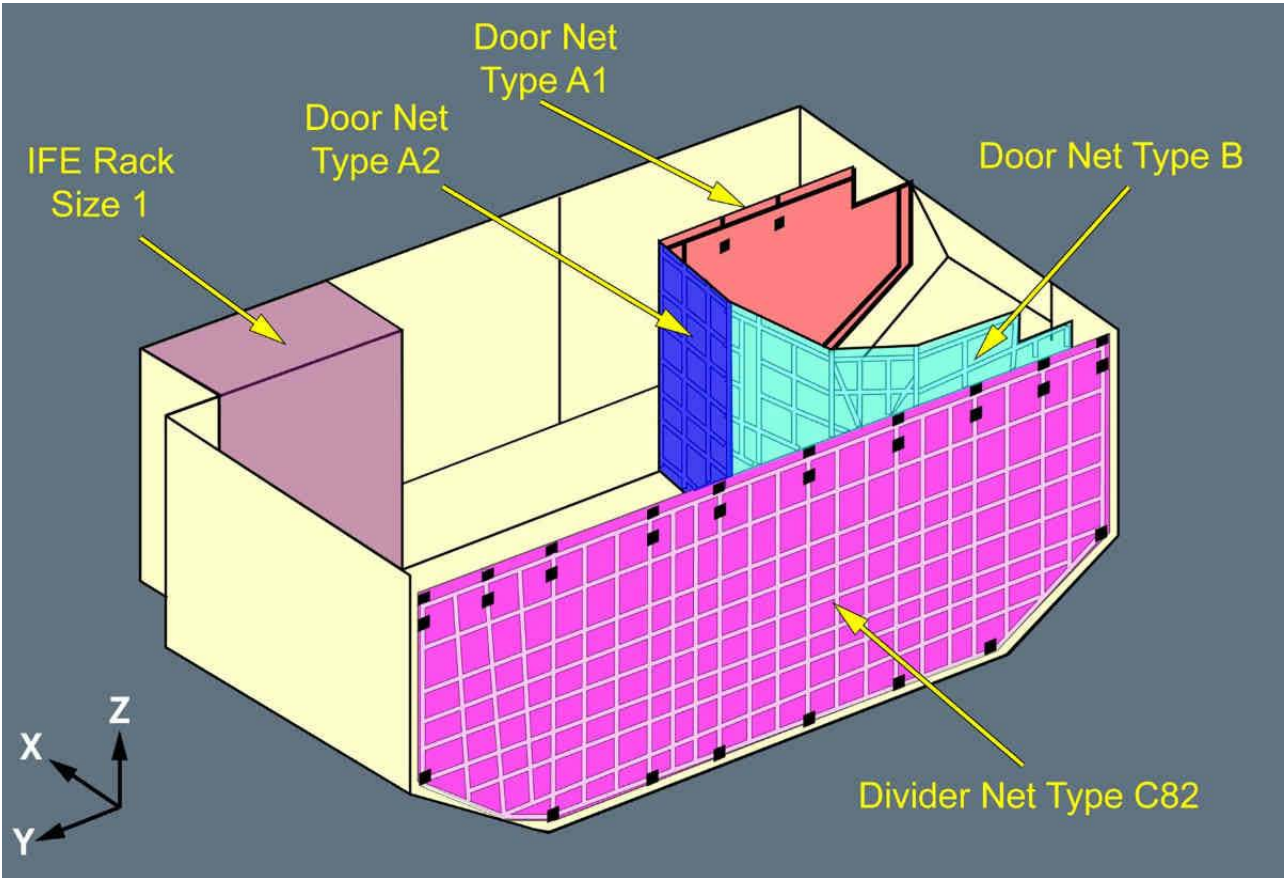 Door Net
Type A1
Door Net
Type A2
IFE Rack
Size 1
Door Net Type B
Z
X
Y
Divider Net Type C82